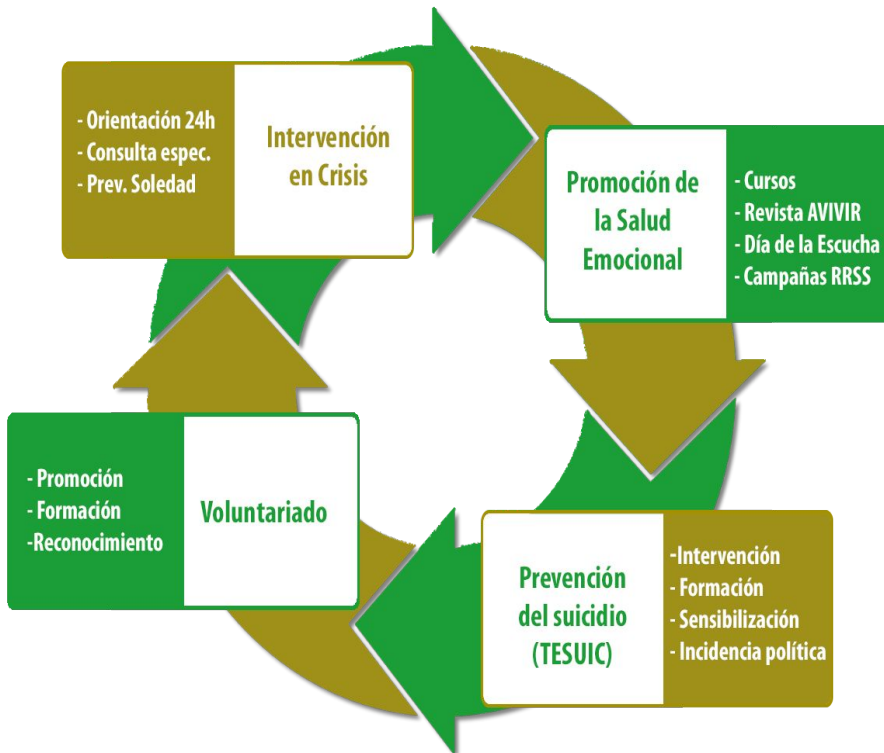 - Orientación 24h
- Consulta espec.
- Prev. Soledad
Intervención
en Crisis
Promoción de
la Salud
Emocional
- Cursos
- Revista AVIVIR
- Día de la Escucha
- Campañas RRSS
- Promoción
- Formación
-Reconocimiento
Voluntariado
Prevención
del suicidio
(TESUIC)
-Intervención
- Formación
- Sensibilización
- Incidencia política